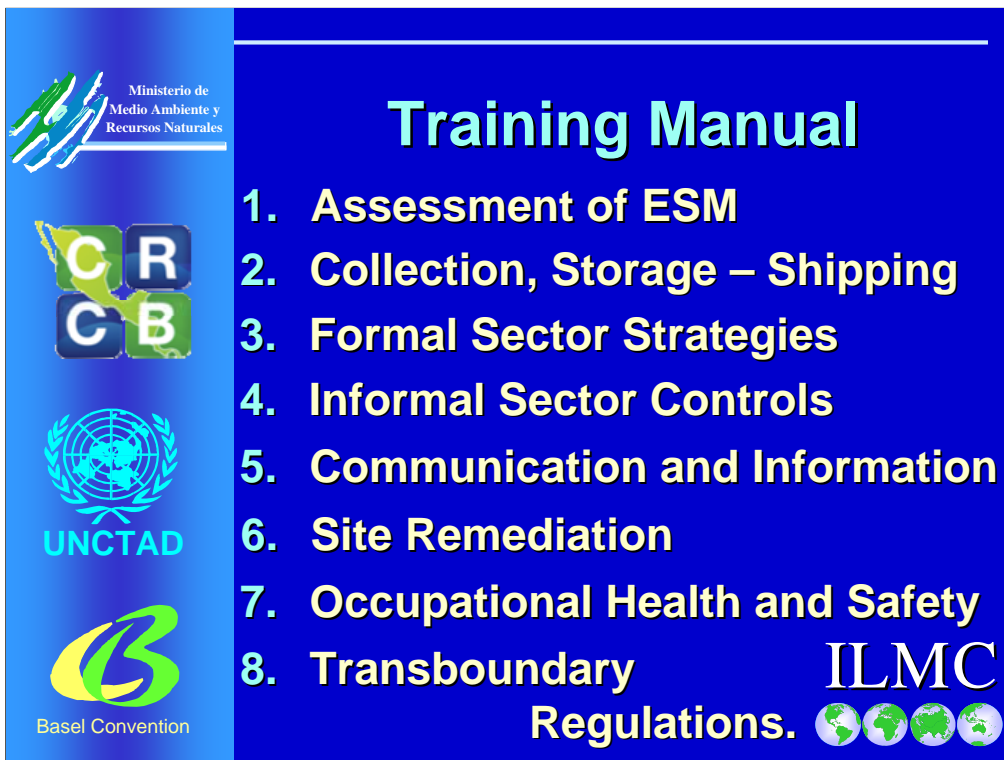 Ministerio de
Medio Ambiente y
Recursos Naturales
C R
C B
UNCTAD
Basel Convention
Training Manual
1. Assessment of ESM
2. Collection, Storage – Shipping
3. Formal Sector Strategies
4. Informal Sector Controls
5. Communication and Information
6. Site Remediation
7. Occupational Health and Safety
8. Transboundary
Regulations.
ILMC